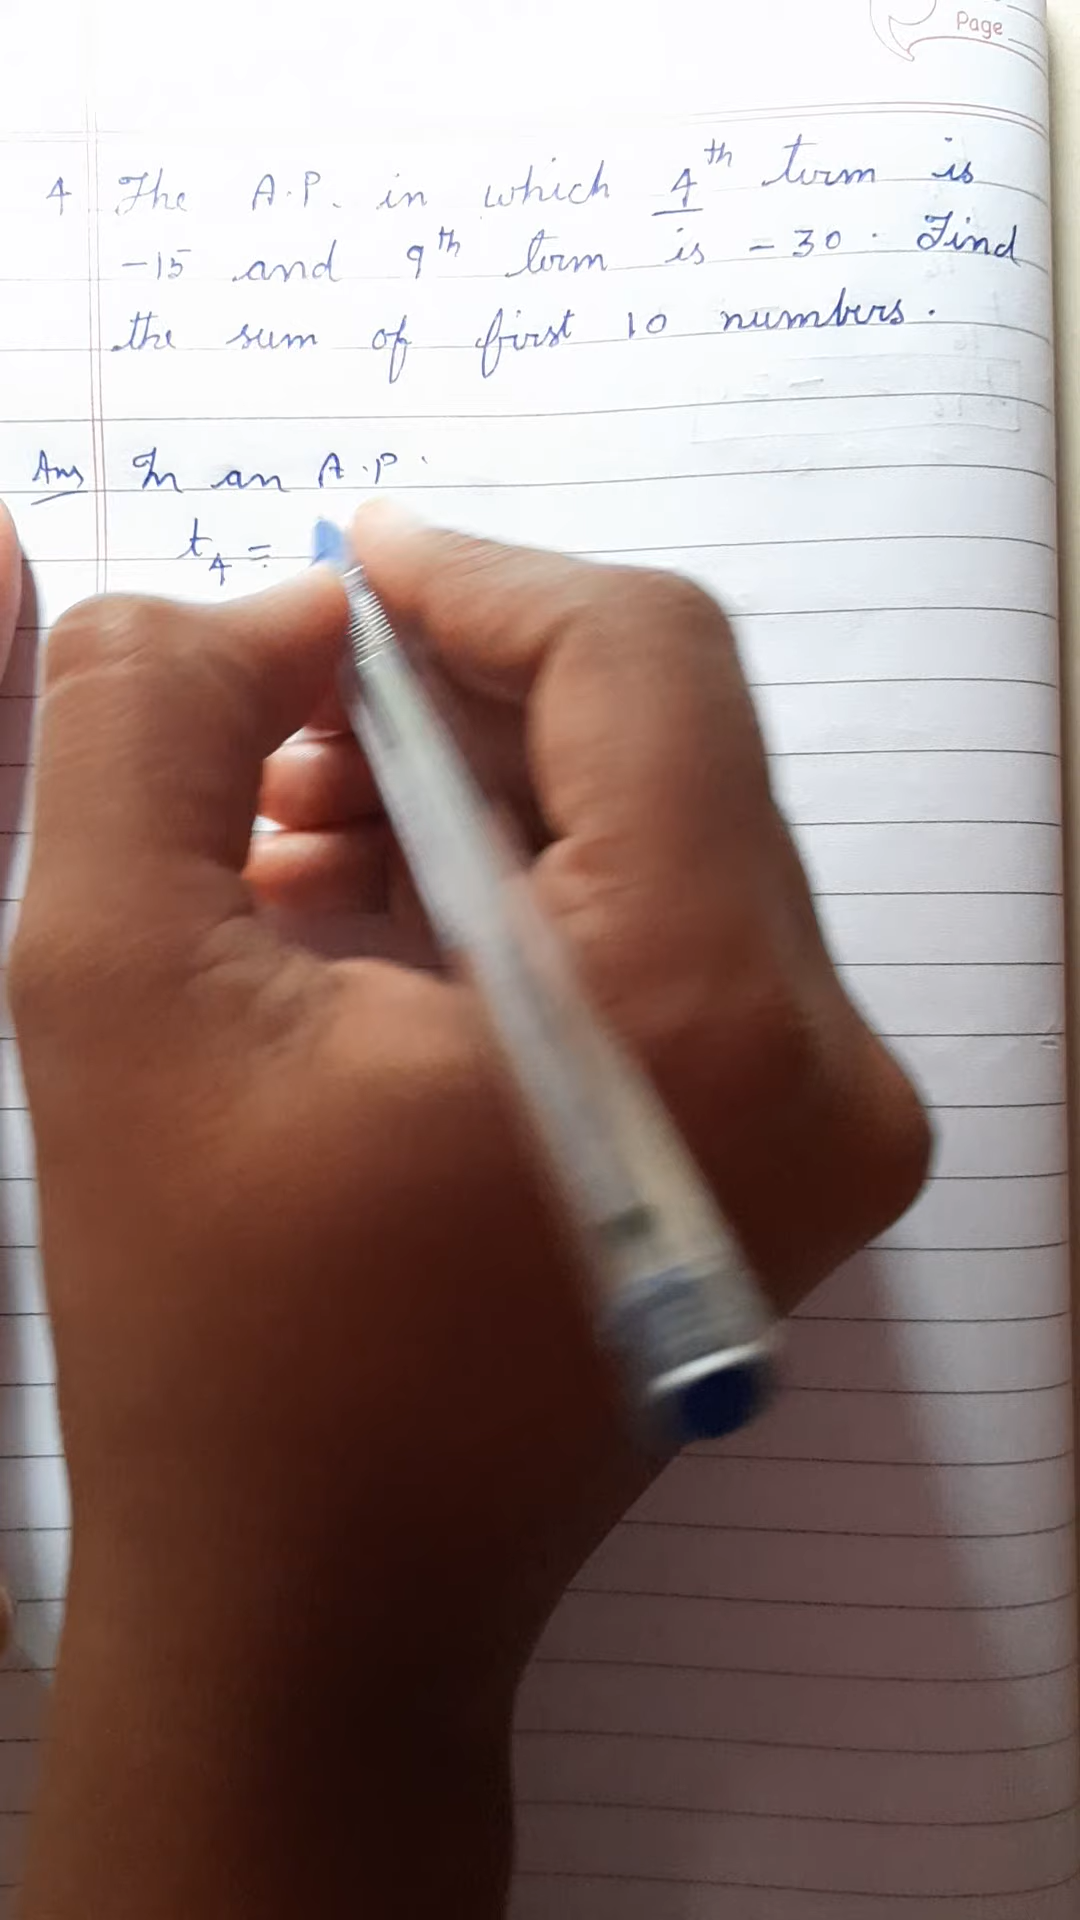 Page
4 The A.P. in which 4th term is
-15 and 9th term is -30. Find
the sum of first 10 numbers.
Ans In an A.P.
t4 =